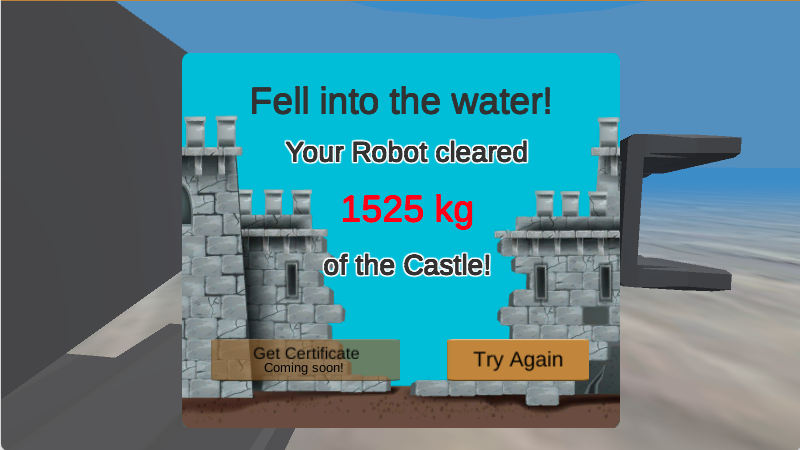 Fell into the water!
Your Robot cleared
1525 kg
of the Castle!
Get Certificate
Coming soon!
Try Again